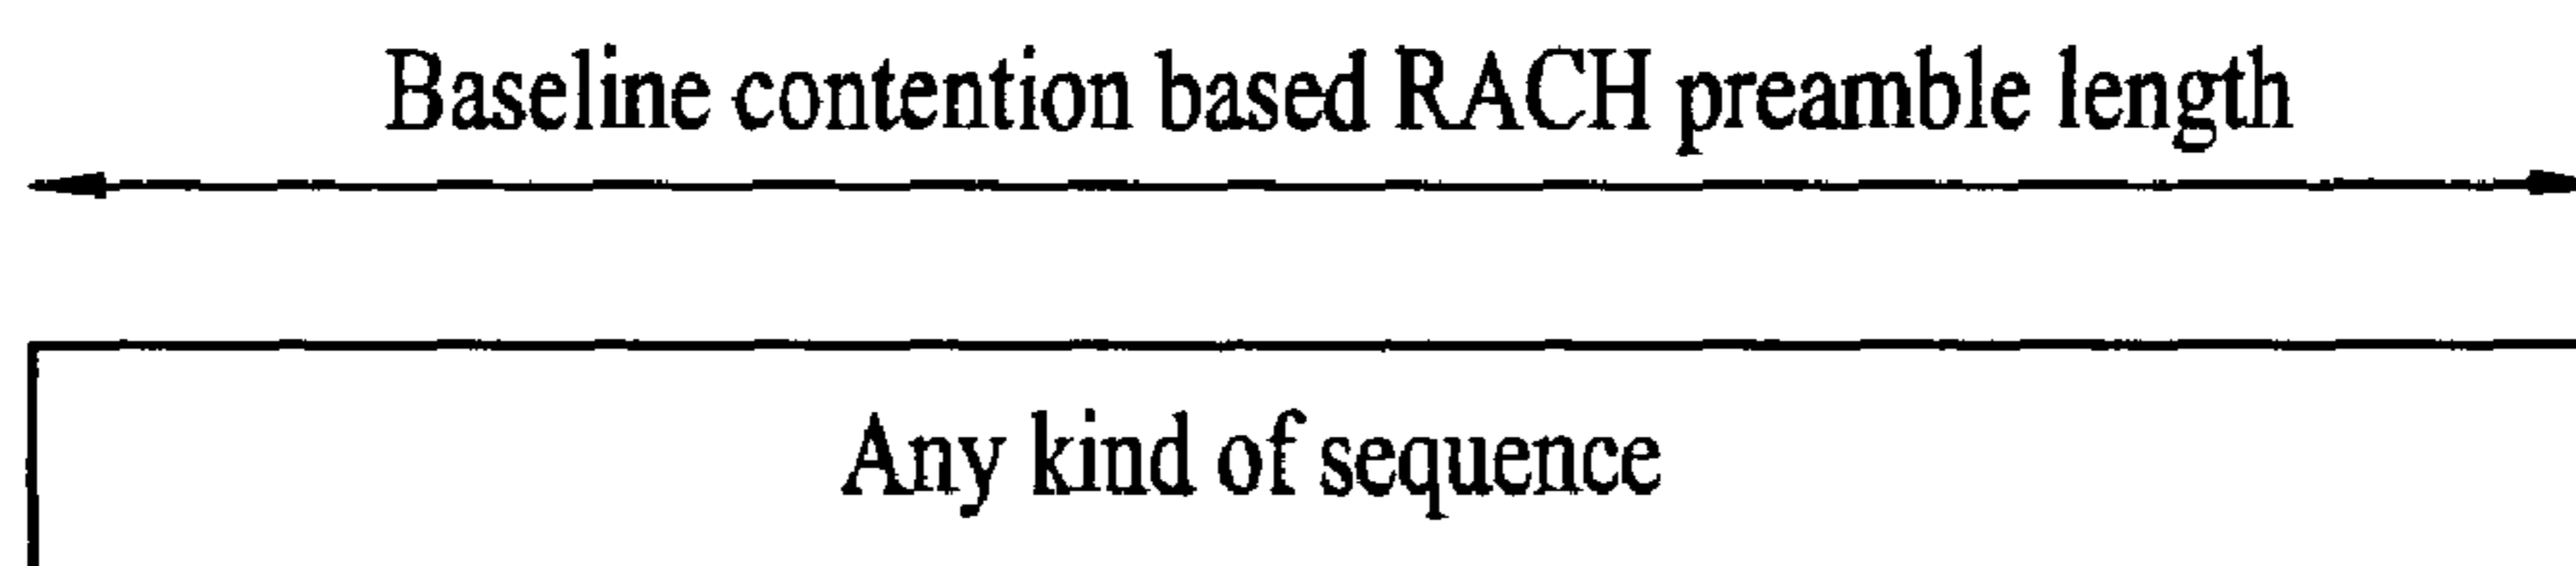 Baseline contention based RACH preamble length
Any kind of sequence